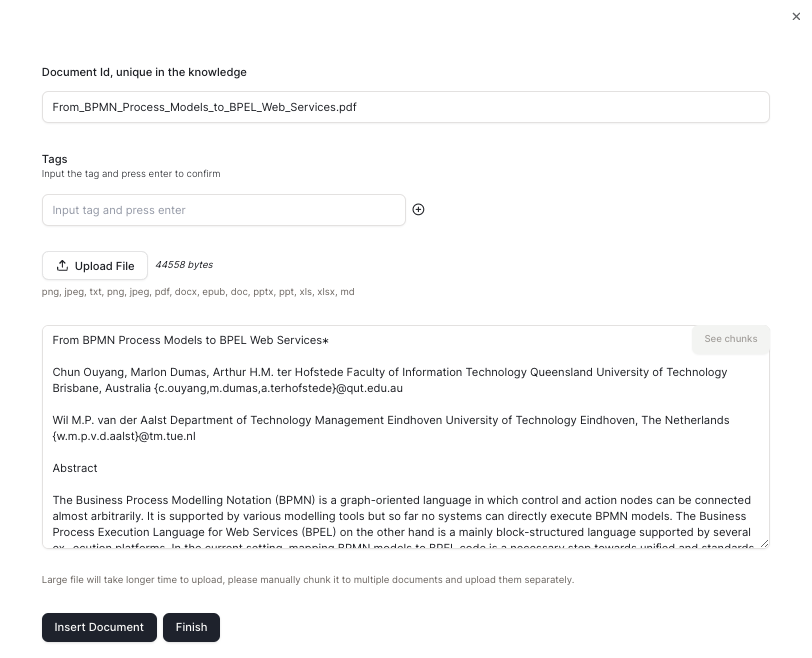 ×
Document Id, unique in the knowledge
From_BPMN_Process_Models_to_BPEL_Web_Services.pdf
Tags
Input the tag and press enter to confirm
Input tag and press enter
Upload File 44558 bytes
png, jpeg, txt, png, jpeg, pdf, docx, epub, doc, pptx, ppt, xls, xlsx, md
From BPMN Process Models to BPEL Web Services*
See chunks
Chun Ouyang, Marlon Dumas, Arthur H.M. ter Hofstede Faculty of Information Technology Queensland University of Technology
Brisbane, Australia {c.ouyang,m.dumas,a.terhofstede}@qut.edu.au
Wil M.P. van der Aalst Department of Technology Management Eindhoven University of Technology Eindhoven, The Netherlands
{w.m.p.v.d.aalst}@tm.tue.nl
Abstract
The Business Process Modelling Notation (BPMN) is a graph-oriented language in which control and action nodes can be connected
almost arbitrarily. It is supported by various modelling tools but so far no systems can directly execute BPMN models. The Business
Process Execution Language for Web Services (BPEL) on the other hand is a mainly block-structured language supported by several
ex- ecution platforms. In the current setting, mapping BPMN models to BPEL code is a necessary step towards unified and standards
Large file will take longer time to upload, please manually chunk it to multiple documents and upload them separately.
Insert Document Finish